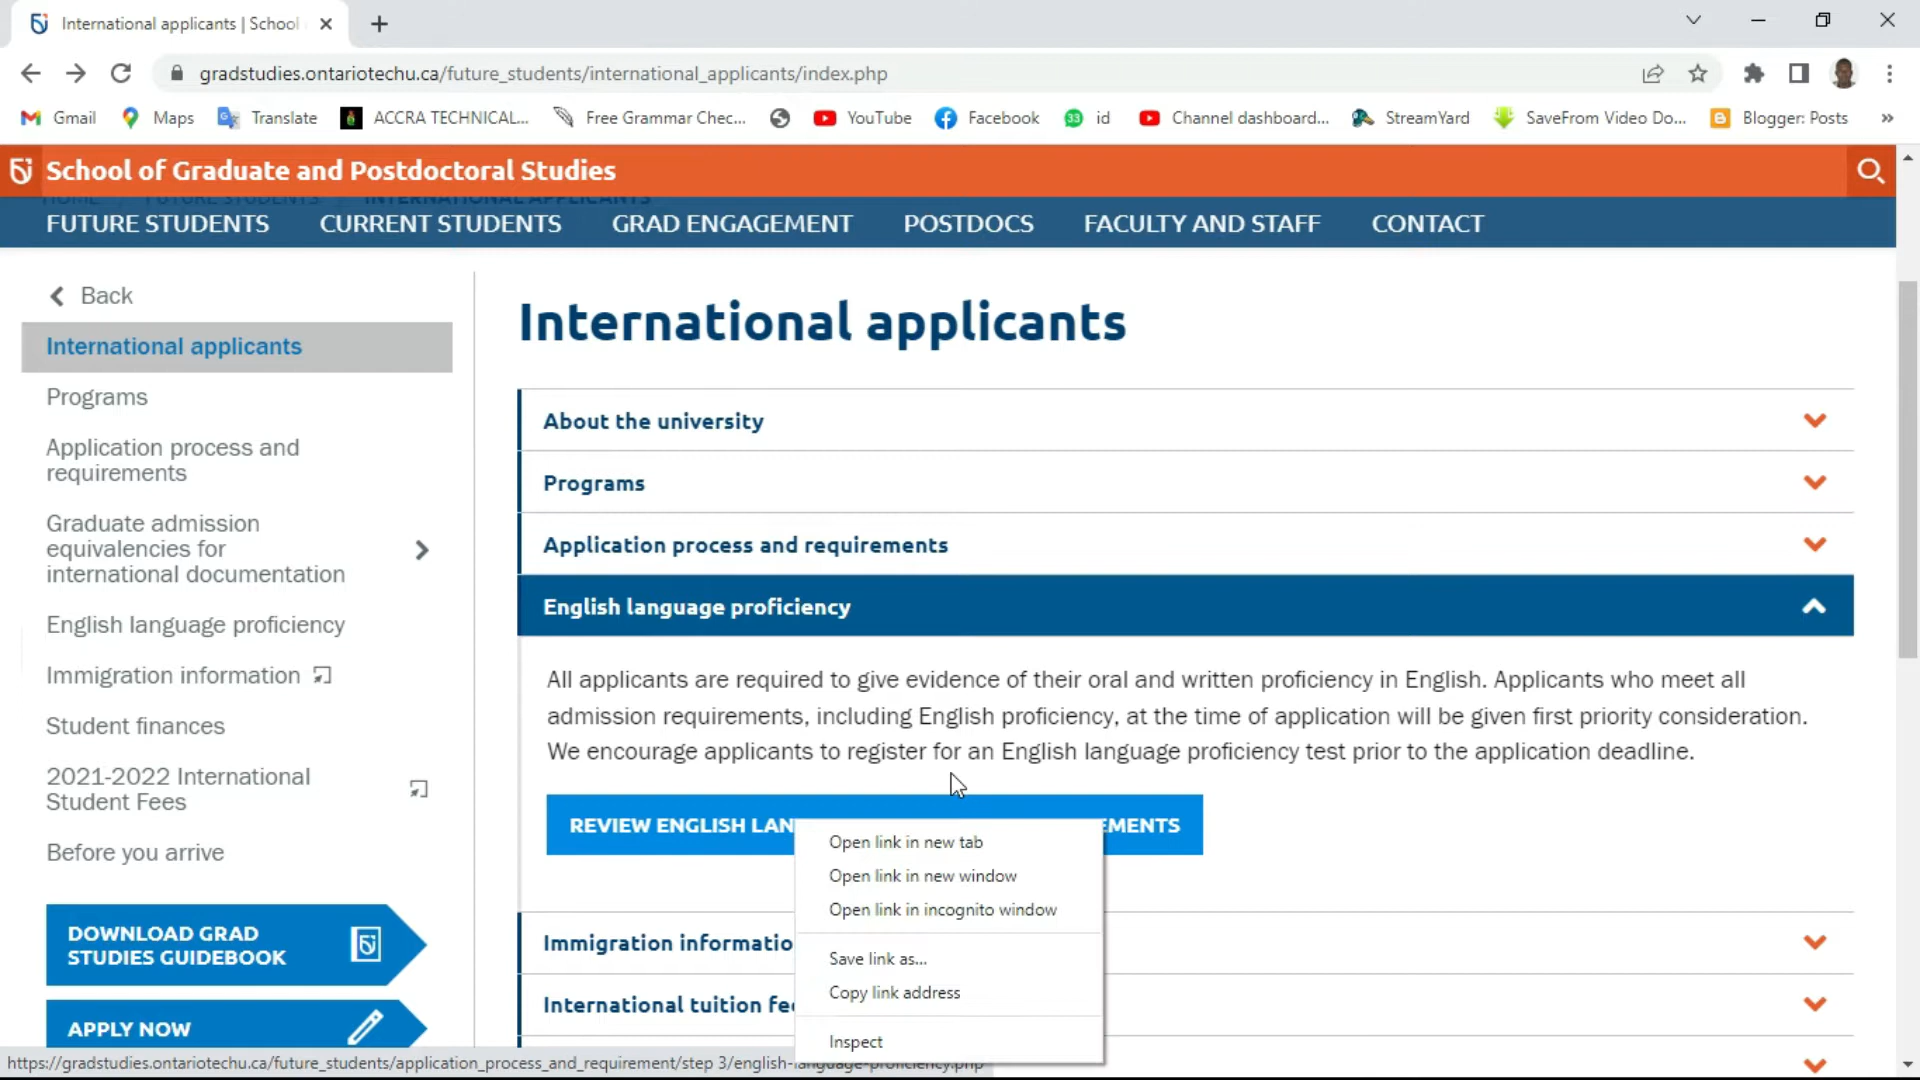 International applicants | School
gradstudies.ontariotechu.ca/future_students/international_applicants/index.php
Gmail
Maps
Translate
ACCRA TECHNICAL...
Free Grammar Chec...
YouTube
Facebook
33 id
Channel dashboard...
StreamYard
SaveFrom Video Do...
Blogger: Posts
»
School of Graduate and Postdoctoral Studies
HOME FUTURE STUDENTS INTERNATIONAL APPLICANTS
FUTURE STUDENTS
CURRENT STUDENTS
GRAD ENGAGEMENT
POSTDOCS
FACULTY AND STAFF
CONTACT
Back
International applicants
Programs
Application process and
requirements
Graduate admission
equivalencies for
international documentation
English language proficiency
Immigration information
Student finances
2021-2022 International
Student Fees
Before you arrive
DOWNLOAD GRAD
STUDIES GUIDEBOOK
APPLY NOW
International applicants
About the university
Programs
Application process and requirements
English language proficiency
All applicants are required to give evidence of their oral and written proficiency in English. Applicants who meet all
admission requirements, including English proficiency, at the time of application will be given first priority consideration.
We encourage applicants to register for an English language proficiency test prior to the application deadline.
REVIEW ENGLISH LAN EMENTS
Open link in new tab
Open link in new window
Open link in incognito window
Save link as...
Copy link address
Inspect
Immigration informatio
International tuition fe
https://gradstudies.ontariotechu.ca/future_students/application_process_and_requirement/step 3/english-language-proficiency.php